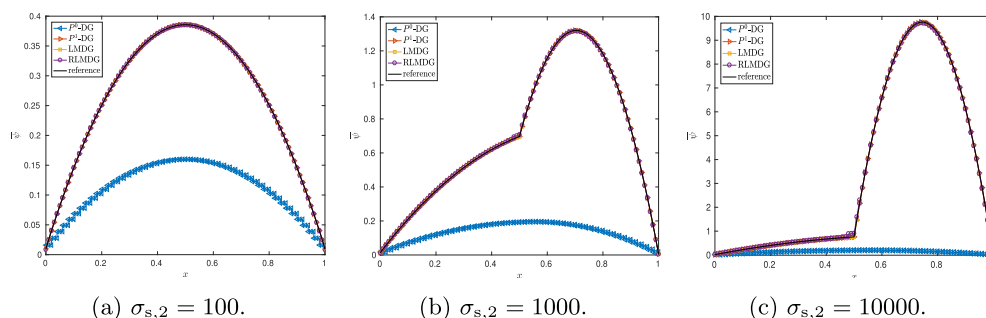 0.4
0.35
0.3
0.25
0.2
0.15
0.1
0.05
0
ψ̅
P⁰-DG
P¹-DG
LMDG
RLMDG
reference
0 0.2 0.4 0.6 0.8 1
x
(a) σs,2 = 100.
1.4
1.2
1
0.8
0.6
0.4
0.2
0
ψ̅
P⁰-DG
P¹-DG
LMDG
RLMDG
reference
0 0.2 0.4 0.6 0.8 1
x
(b) σs,2 = 1000.
10
9
8
7
6
5
4
3
2
1
0
ψ̅
P⁰-DG
P¹-DG
LMDG
RLMDG
reference
0 0.2 0.4 0.6 0.8
x
(c) σs,2 = 10000.